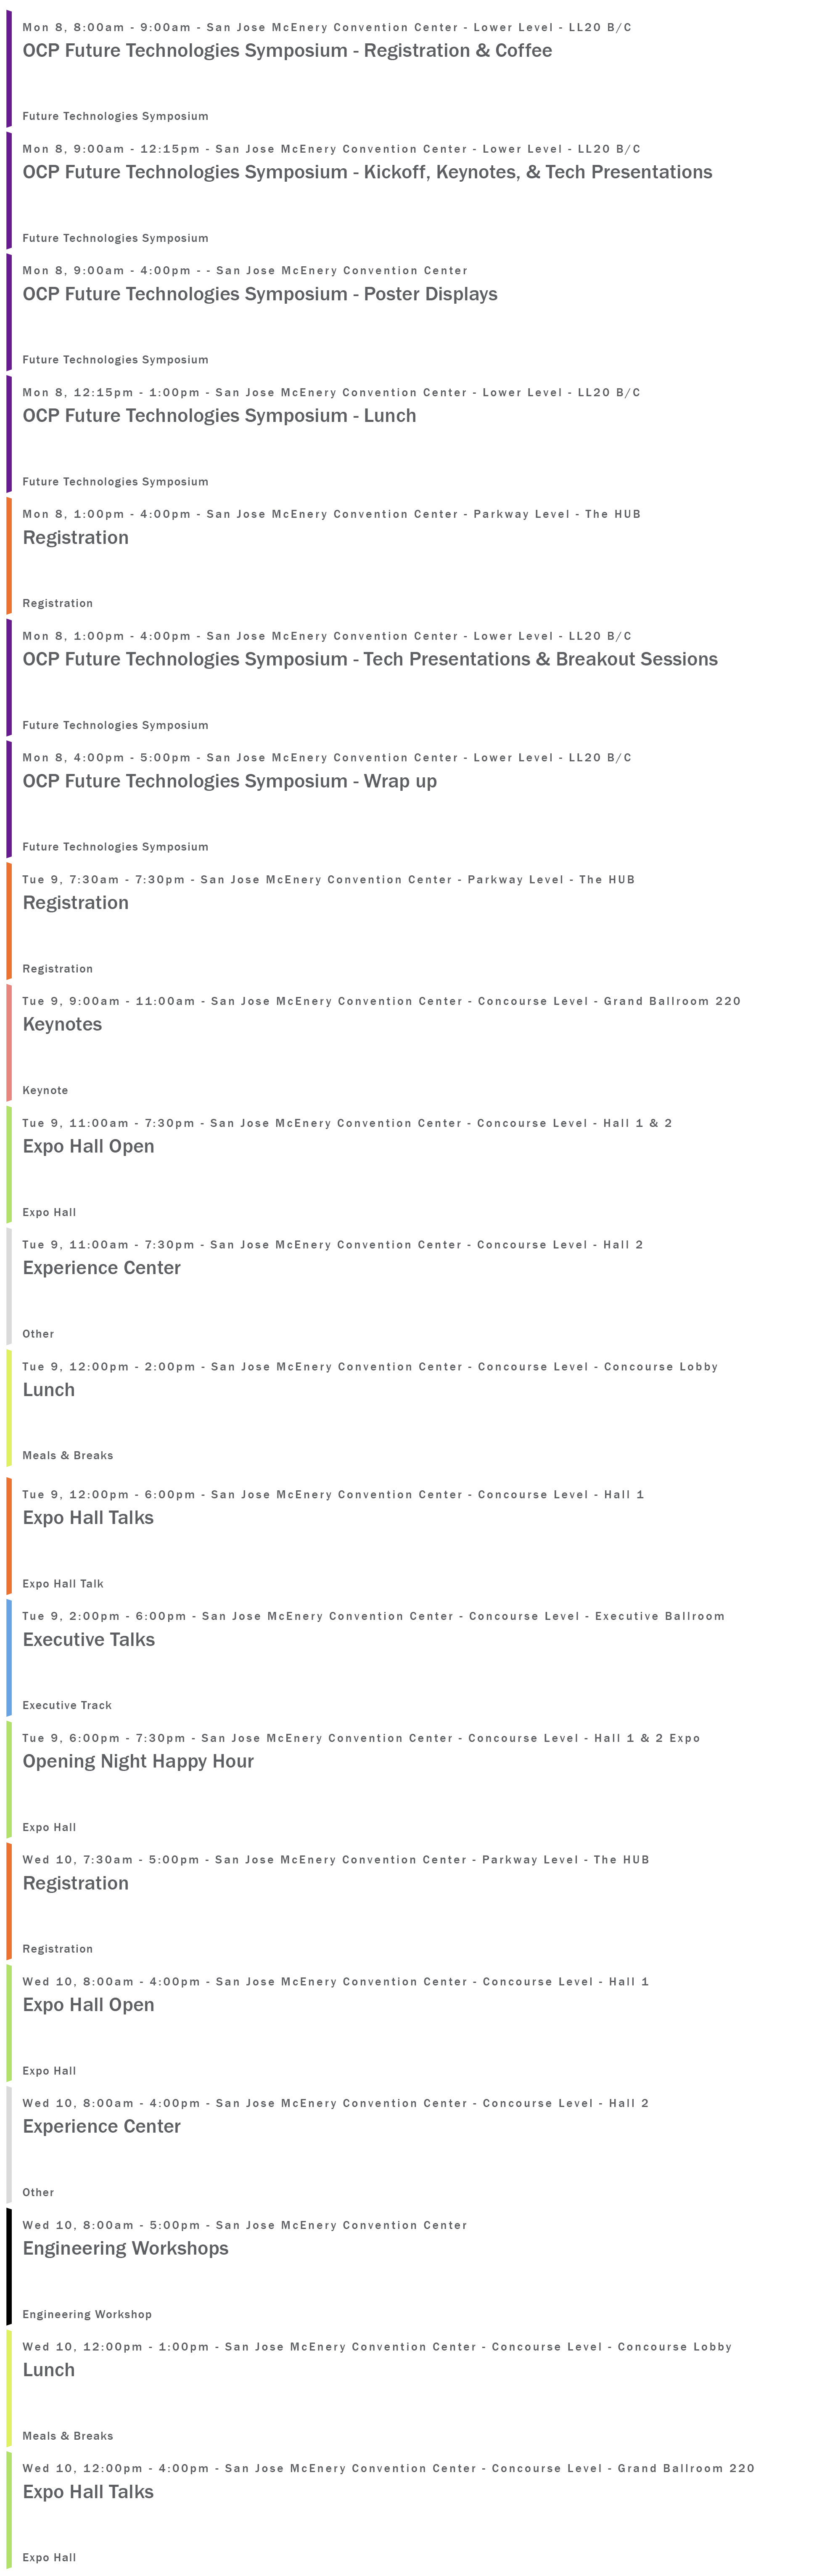 Mon 8, 8:00am - 9:00am - San Jose McEnery Convention Center - Lower Level - LL20 B/C
OCP Future Technologies Symposium - Registration & Coffee
Future Technologies Symposium
Mon 8, 9:00am - 12:15pm - San Jose McEnery Convention Center - Lower Level - LL20 B/C
OCP Future Technologies Symposium - Kickoff, Keynotes, & Tech Presentations
Future Technologies Symposium
Mon 8, 9:00am - 4:00pm - - San Jose McEnery Convention Center
OCP Future Technologies Symposium - Poster Displays
Future Technologies Symposium
Mon 8, 12:15pm - 1:00pm - San Jose McEnery Convention Center - Lower Level - LL20 B/C
OCP Future Technologies Symposium - Lunch
Future Technologies Symposium
Mon 8, 1:00pm - 4:00pm - San Jose McEnery Convention Center - Parkway Level - The HUB
Registration
Registration
Mon 8, 1:00pm - 4:00pm - San Jose McEnery Convention Center - Lower Level - LL20 B/C
OCP Future Technologies Symposium - Tech Presentations & Breakout Sessions
Future Technologies Symposium
Mon 8, 4:00pm - 5:00pm - San Jose McEnery Convention Center - Lower Level - LL20 B/C
OCP Future Technologies Symposium - Wrap up
Future Technologies Symposium
Tue 9, 7:30am - 7:30pm - San Jose McEnery Convention Center - Parkway Level - The HUB
Registration
Registration
Tue 9, 9:00am - 11:00am - San Jose McEnery Convention Center - Concourse Level - Grand Ballroom 220
Keynotes
Keynote
Tue 9, 11:00am - 7:30pm - San Jose McEnery Convention Center - Concourse Level - Hall 1 & 2
Expo Hall Open
Expo Hall
Tue 9, 11:00am - 7:30pm - San Jose McEnery Convention Center - Concourse Level - Hall 2
Experience Center
Other
Tue 9, 12:00pm - 2:00pm - San Jose McEnery Convention Center - Concourse Level - Concourse Lobby
Lunch
Meals & Breaks
Tue 9, 12:00pm - 6:00pm - San Jose McEnery Convention Center - Concourse Level - Hall 1
Expo Hall Talks
Expo Hall Talk
Tue 9, 2:00pm - 6:00pm - San Jose McEnery Convention Center - Concourse Level - Executive Ballroom
Executive Talks
Executive Track
Tue 9, 6:00pm - 7:30pm - San Jose McEnery Convention Center - Concourse Level - Hall 1 & 2 Expo
Opening Night Happy Hour
Expo Hall
Wed 10, 7:30am - 5:00pm - San Jose McEnery Convention Center - Parkway Level - The HUB
Registration
Registration
Wed 10, 8:00am - 4:00pm - San Jose McEnery Convention Center - Concourse Level - Hall 1
Expo Hall Open
Expo Hall
Wed 10, 8:00am - 4:00pm - San Jose McEnery Convention Center - Concourse Level - Hall 2
Experience Center
Other
Wed 10, 8:00am - 5:00pm - San Jose McEnery Convention Center
Engineering Workshops
Engineering Workshop
Wed 10, 12:00pm - 1:00pm - San Jose McEnery Convention Center - Concourse Level - Concourse Lobby
Lunch
Meals & Breaks
Wed 10, 12:00pm - 4:00pm - San Jose McEnery Convention Center - Concourse Level - Grand Ballroom 220
Expo Hall Talks
Expo Hall